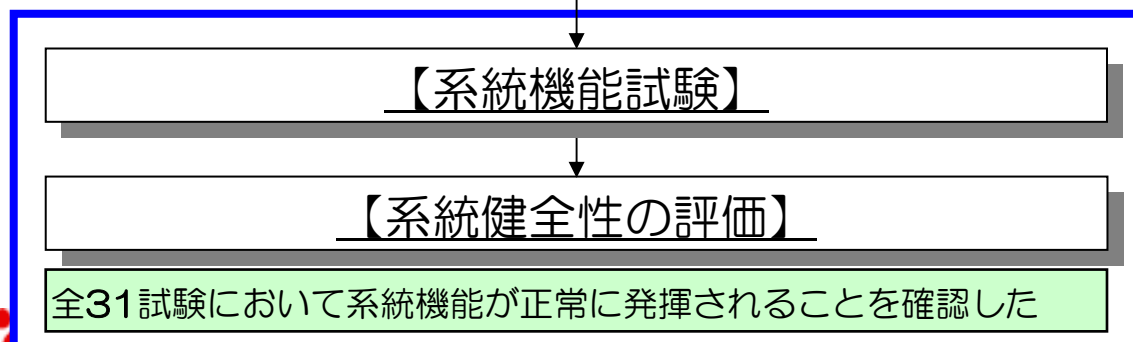 【系統機能試験】
【系統健全性の評価】
全31試験において系統機能が正常に発揮されることを確認した